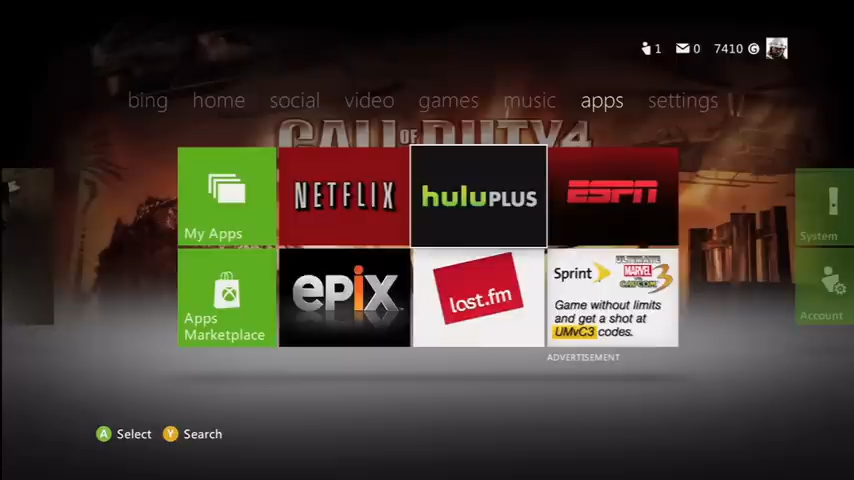 1 0 7410 G
bing home social video games music apps settings
CALL OF DUTY 4
My Apps
NETFLIX
huluPLUS
ESPN
System
Apps
Marketplace
epix
last.fm
Sprint
ULTIMATE
MARVEL
VS.
CAPCOM
3
Game without limits
and get a shot at
UMvC3 codes.
Account
ADVERTISEMENT
A Select Y Search